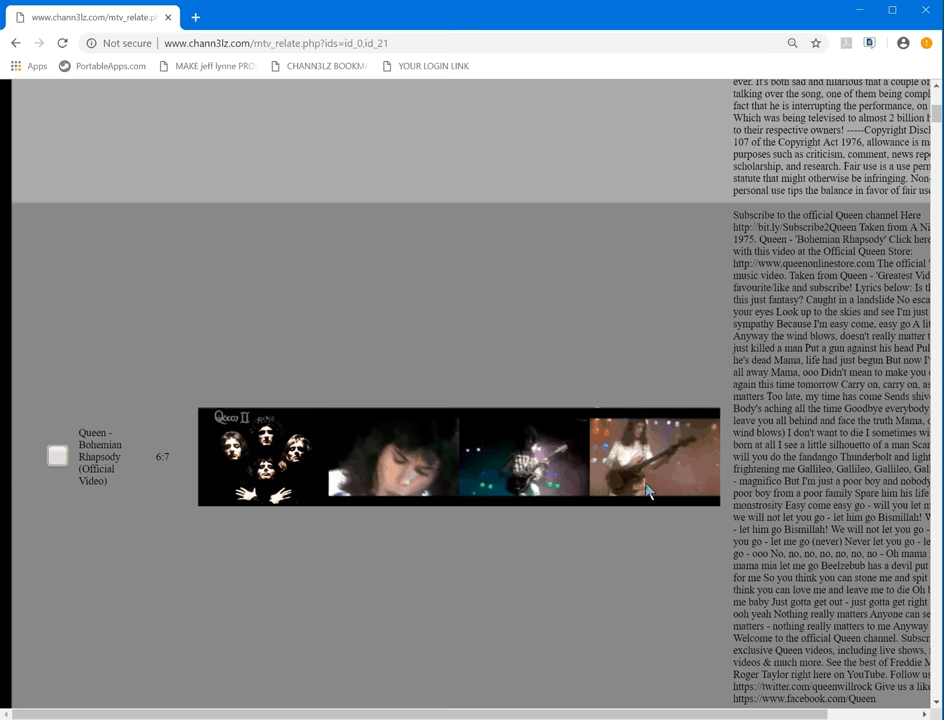 www.chann3lz.com/mtv_relate.p
Not secure
www.chann3lz.com/mtv_relate.php?ids=id_0,id_21
Apps
PortableApps.com
MAKE jeff lynne PRO
CHANN3LZ BOOKMA
YOUR LOGIN LINK
ever. It's both sad and hilarious that a couple of
talking over the song, one of them being compl
fact that he is interrupting the performance, on
Which was being televised to almost 2 billion
to their respective owners! -----Copyright Discl
107 of the Copyright Act 1976, allowance is ma
purposes such as criticism, comment, news repo
scholarship, and research. Fair use is a use perm
statute that might otherwise be infringing. Non-
personal use tips the balance in favor of fair use
Queen -
Bohemian
Rhapsody
(Official
Video)
6:7
Queen II
Subscribe to the official Queen channel Here
http://bit.ly/Subscribe2Queen Taken from A Ni
1975. Queen - 'Bohemian Rhapsody' Click here
with this video at the Official Queen Store:
http://www.queenonlinestore.com The official '
music video. Taken from Queen - 'Greatest Vid
favourite/like and subscribe! Lyrics below: Is th
this just fantasy? Caught in a landslide No esca
your eyes Look up to the skies and see I'm just
sympathy Because I'm easy come, easy go A lit
Anyway the wind blows, doesn't really matter t
just killed a man Put a gun against his head Pul
he's dead Mama, life had just begun But now I'
all away Mama, ooo Didn't mean to make you
again this time tomorrow Carry on, carry on, as
matters Too late, my time has come Sends shive
Body's aching all the time Goodbye everybody
leave you all behind and face the truth Mama,
wind blows) I don't want to die I sometimes wi
born at all I see a little silhouetto of a man Scar
will you do the fandango Thunderbolt and light
frightening me Gallileo, Gallileo, Gallileo, Gall
- magnifico But I'm just a poor boy and nobody
poor boy from a poor family Spare him his life
monstrosity Easy come easy go - will you let m
we will not let you go - let him go Bismillah! W
- let him go Bismillah! We will not let you go -
you go - let me go (never) Never let you go - le
go - ooo No, no, no, no, no, no, no - Oh mama
mama mia let me go Beelzebub has a devil put
for me So you think you can stone me and spit
think you can love me and leave me to die Oh b
me baby Just gotta get out - just gotta get right
ooh yeah Nothing really matters Anyone can se
matters - nothing really matters to me Anyway
Welcome to the official Queen channel. Subscr
exclusive Queen videos, including live shows, i
videos & much more. See the best of Freddie M
Roger Taylor right here on YouTube. Follow us
https://twitter.com/queenwillrock Give us a like
https://www.facebook.com/Queen